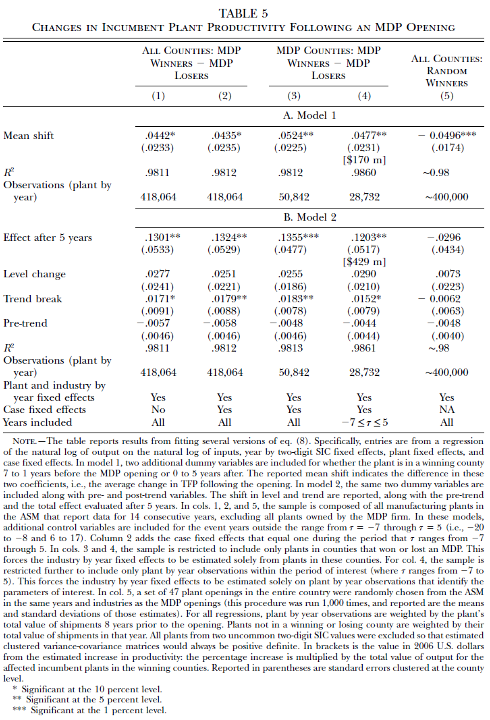 TABLE 5
CHANGES IN INCUMBENT PLANT PRODUCTIVITY FOLLOWING AN MDP OPENING
ALL COUNTIES: MDP WINNERS − MDP LOSERS MDP COUNTIES: MDP WINNERS − MDP LOSERS ALL COUNTIES: RANDOM WINNERS
(1) (2) (3) (4) (5)
A. Model 1
Mean shift .0442* .0435* .0524** .0477** − 0.0496***
(.0233) (.0235) (.0225) (.0231) (.0174)
[$170 m]
R² .9811 .9812 .9812 .9860 ~0.98
Observations (plant by
year) 418,064 418,064 50,842 28,732 ~400,000
B. Model 2
Effect after 5 years .1301** .1324** .1355*** .1203** −.0296
(.0533) (.0529) (.0477) (.0517) (.0434)
[$429 m]
Level change .0277 .0251 .0255 .0290 .0073
(.0241) (.0221) (.0186) (.0210) (.0223)
Trend break .0171* .0179** .0183** .0152* − 0.0062
(.0091) (.0088) (.0078) (.0079) (.0063)
Pre-trend −.0057 −.0058 −.0048 −.0044 −.0048
(.0046) (.0046) (.0046) (.0044) (.0040)
R² .9811 .9812 .9813 .9861 ~.98
Observations (plant by
year) 418,064 418,064 50,842 28,732 ~400,000
Plant and industry by
year fixed effects Yes Yes Yes Yes Yes
Case fixed effects No Yes Yes Yes NA
Years included All All All −7 ≤ τ ≤ 5 All
NOTE.—The table reports results from fitting several versions of eq. (8). Specifically, entries are from a regression
of the natural log of output on the natural log of inputs, year by two-digit SIC fixed effects, plant fixed effects, and
case fixed effects. In model 1, two additional dummy variables are included for whether the plant is in a winning county
7 to 1 years before the MDP opening or 0 to 5 years after. The reported mean shift indicates the difference in these
two coefficients, i.e., the average change in TFP following the opening. In model 2, the same two dummy variables are
included along with pre- and post-trend variables. The shift in level and trend are reported, along with the pre-trend
and the total effect evaluated after 5 years. In cols. 1, 2, and 5, the sample is composed of all manufacturing plants in
the ASM that report data for 14 consecutive years, excluding all plants owned by the MDP firm. In these models,
additional control variables are included for the event years outside the range from τ = −7 through τ = 5 (i.e., −20
to −8 and 6 to 17). Column 2 adds the case fixed effects that equal one during the period that τ ranges from −7
through 5. In cols. 3 and 4, the sample is restricted to include only plants in counties that won or lost an MDP. This
forces the industry by year fixed effects to be estimated solely from plants in these counties. For col. 4, the sample is
restricted further to include only plant by year observations within the period of interest (where τ ranges from −7 to
5). This forces the industry by year fixed effects to be estimated solely on plant by year observations that identify the
parameters of interest. In col. 5, a set of 47 plant openings in the entire country were randomly chosen from the ASM
in the same years and industries as the MDP openings (this procedure was run 1,000 times, and reported are the means
and standard deviations of those estimates). For all regressions, plant by year observations are weighted by the plant's
total value of shipments 8 years prior to the opening. Plants not in a winning or losing county are weighted by their
total value of shipments in that year. All plants from two uncommon two-digit SIC values were excluded so that estimated
clustered variance-covariance matrices would always be positive definite. In brackets is the value in 2006 U.S. dollars
from the estimated increase in productivity: the percentage increase is multiplied by the total value of output for the
affected incumbent plants in the winning counties. Reported in parentheses are standard errors clustered at the county
level.
* Significant at the 10 percent level.
** Significant at the 5 percent level.
*** Significant at the 1 percent level.